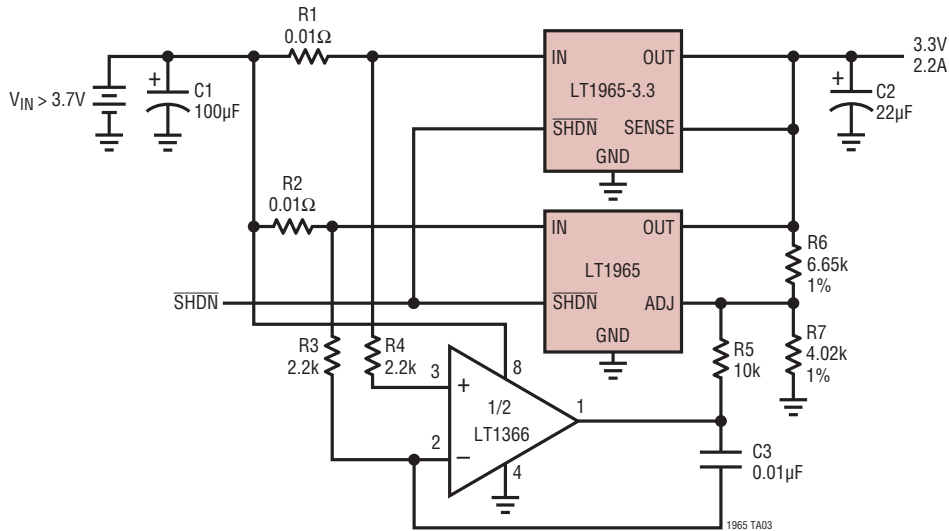 R1
0.01Ω
3.3V
2.2A
IN
OUT
LT1965-3.3
SHDN
SENSE
GND
+
C1
100µF
VIN > 3.7V
+
C2
22µF
R2
0.01Ω
IN
OUT
LT1965
SHDN
ADJ
GND
SHDN
R6
6.65k
1%
R7
4.02k
1%
R3
2.2k
R4
2.2k
R5
10k
3
+
8
1/2
LT1366
1
2
–
4
C3
0.01µF
1965 TA03